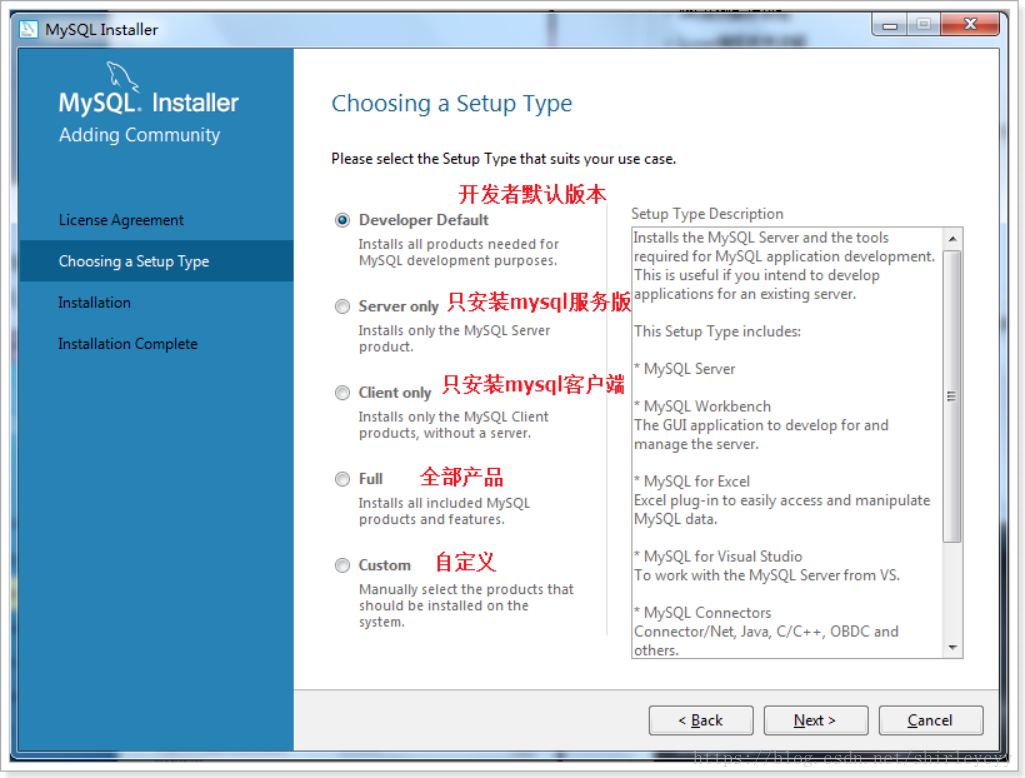 MySQL Installer
MySQL. Installer
Adding Community
License Agreement
Choosing a Setup Type
Installation
Installation Complete
Choosing a Setup Type
Please select the Setup Type that suits your use case.
开发者默认版本
Developer Default
Installs all products needed for
MySQL development purposes.
Server only 只安装mysql服务版
Installs only the MySQL Server
product.
Client only 只安装mysql客户端
Installs only the MySQL Client
products, without a server.
Full 全部产品
Installs all included MySQL
products and features.
Custom 自定义
Manually select the products that
should be installed on the
system.
Setup Type Description
Installs the MySQL Server and the tools
required for MySQL application development.
This is useful if you intend to develop
applications for an existing server.
This Setup Type includes:
* MySQL Server
* MySQL Workbench
The GUI application to develop for and
manage the server.
* MySQL for Excel
Excel plug-in to easily access and manipulate
MySQL data.
* MySQL for Visual Studio
To work with the MySQL Server from VS.
* MySQL Connectors
Connector/Net, Java, C/C++, OBDC and
others.
< Back
Next >
Cancel